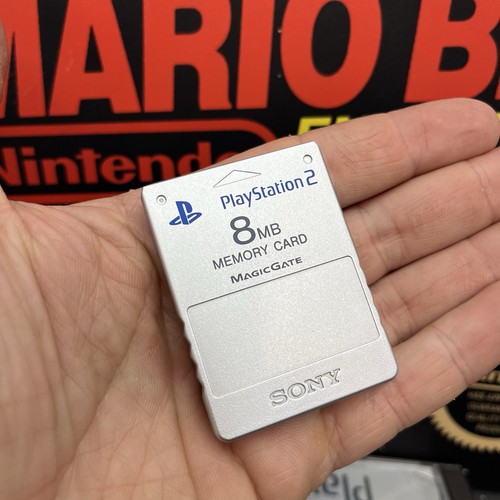 MARIO B
Nintendo
PlayStation 2
8MB
MEMORY CARD
MAGICGATE
SONY